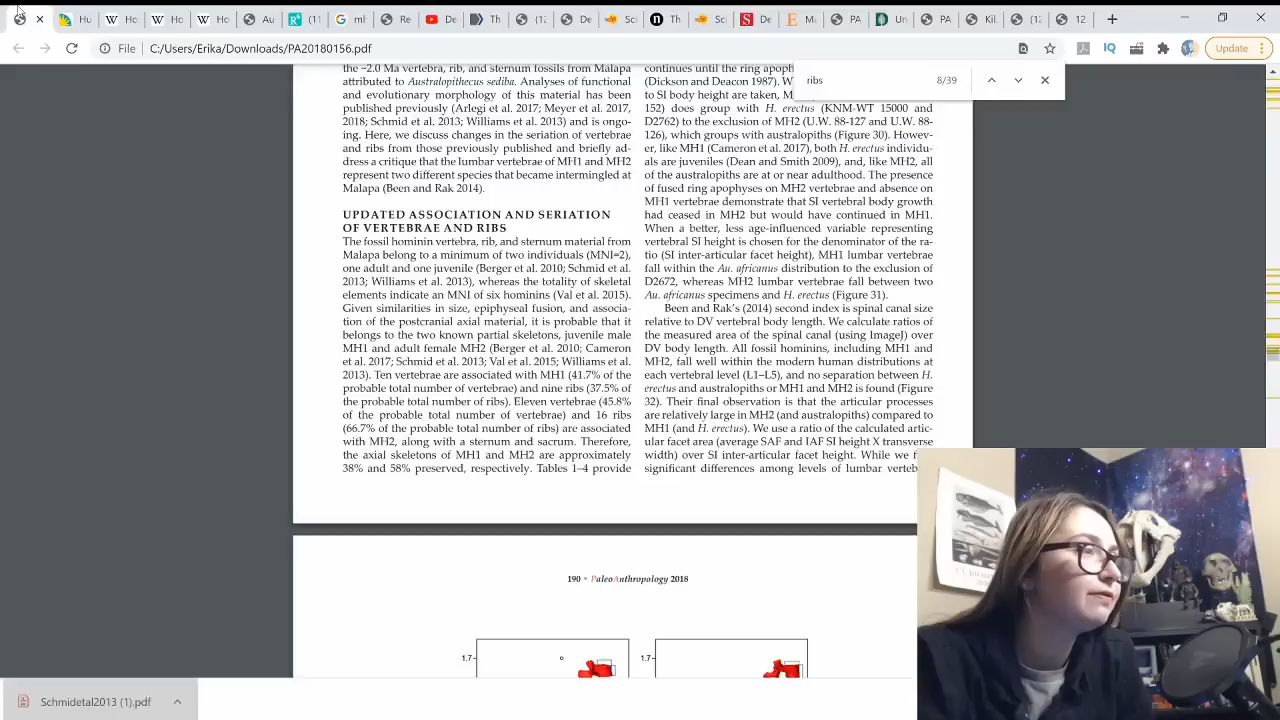 Ho
Ho
Ho
Au
(11
mi
Re
De
Th
(12
De
Sci
Th
Sci
De
Ma
PA
Un
PA
Kil
(12
12
File
C:/Users/Erika/Downloads/PA20180156.pdf
Update
ribs
8/39
the ~2.0 Ma vertebra, rib, and sternum fossils from Malapa
attributed to Australopithecus sediba. Analyses of functional
and evolutionary morphology of this material has been
published previously (Arlegi et al. 2017; Meyer et al. 2017,
2018; Schmid et al. 2013; Williams et al. 2013) and is ongo-
ing. Here, we discuss changes in the seriation of vertebrae
and ribs from those previously published and briefly ad-
dress a critique that the lumbar vertebrae of MH1 and MH2
represent two different species that became intermingled at
Malapa (Been and Rak 2014).
UPDATED ASSOCIATION AND SERIATION
OF VERTEBRAE AND RIBS
The fossil hominin vertebra, rib, and sternum material from
Malapa belong to a minimum of two individuals (MNI=2),
one adult and one juvenile (Berger et al. 2010; Schmid et al.
2013; Williams et al. 2013), whereas the totality of skeletal
elements indicate an MNI of six hominins (Val et al. 2015).
Given similarities in size, epiphyseal fusion, and associa-
tion of the postcranial axial material, it is probable that it
belongs to the two known partial skeletons, juvenile male
MH1 and adult female MH2 (Berger et al. 2010; Cameron
et al. 2017; Schmid et al. 2013; Val et al. 2015; Williams et al.
2013). Ten vertebrae are associated with MH1 (41.7% of the
probable total number of vertebrae) and nine ribs (37.5% of
the probable total number of ribs). Eleven vertebrae (45.8%
of the probable total number of vertebrae) and 16 ribs
(66.7% of the probable total number of ribs) are associated
with MH2, along with a sternum and sacrum. Therefore,
the axial skeletons of MH1 and MH2 are approximately
38% and 58% preserved, respectively. Tables 1–4 provide
continues until the ring apoph
(Dickson and Deacon 1987). W
to SI body height are taken, M
152) does group with H. erectus (KNM-WT 15000 and
D2762) to the exclusion of MH2 (U.W. 88-127 and U.W. 88-
126), which groups with australopiths (Figure 30). Howev-
er, like MH1 (Cameron et al. 2017), both H. erectus individu-
als are juveniles (Dean and Smith 2009), and, like MH2, all
of the australopiths are at or near adulthood. The presence
of fused ring apophyses on MH2 vertebrae and absence on
MH1 vertebrae demonstrate that SI vertebral body growth
had ceased in MH2 but would have continued in MH1.
When a better, less age-influenced variable representing
vertebral SI height is chosen for the denominator of the ra-
tio (SI inter-articular facet height), MH1 lumbar vertebrae
fall within the Au. africanus distribution to the exclusion of
D2672, whereas MH2 lumbar vertebrae fall between two
Au. africanus specimens and H. erectus (Figure 31).
Been and Rak's (2014) second index is spinal canal size
relative to DV vertebral body length. We calculate ratios of
the measured area of the spinal canal (using ImageJ) over
DV body length. All fossil hominins, including MH1 and
MH2, fall well within the modern human distributions at
each vertebral level (L1–L5), and no separation between H.
erectus and australopiths or MH1 and MH2 is found (Figure
32). Their final observation is that the articular processes
are relatively large in MH2 (and australopiths) compared to
MH1 (and H. erectus). We use a ratio of the calculated artic-
ular facet area (average SAF and IAF SI height X transverse
width) over SI inter-articular facet height. While we f
significant differences among levels of lumbar verteb
190 • PaleoAnthropology 2018
1.7
1.7
Schmidetal2013 (1).pdf